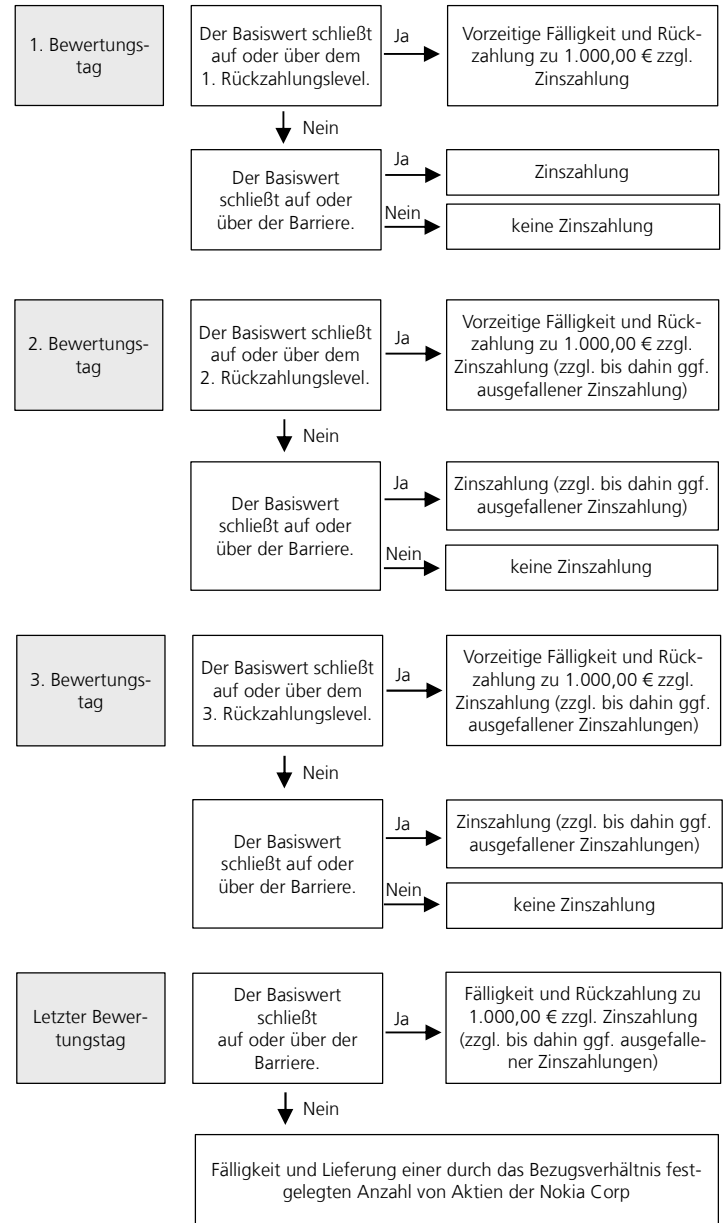 1. Bewertungs-
tag
Der Basiswert schließt
auf oder über dem
1. Rückzahlungslevel.
Ja
Vorzeitige Fälligkeit und Rück-
zahlung zu 1.000,00 € zzgl.
Zinszahlung
Nein
Der Basiswert
schließt auf oder
über der Barriere.
Ja
Zinszahlung
Nein
keine Zinszahlung
2. Bewertungs-
tag
Der Basiswert schließt
auf oder über dem
2. Rückzahlungslevel.
Ja
Vorzeitige Fälligkeit und Rück-
zahlung zu 1.000,00 € zzgl.
Zinszahlung (zzgl. bis dahin ggf.
ausgefallener Zinszahlung)
Nein
Der Basiswert
schließt auf oder
über der Barriere.
Ja
Zinszahlung (zzgl. bis dahin ggf.
ausgefallener Zinszahlung)
Nein
keine Zinszahlung
3. Bewertungs-
tag
Der Basiswert schließt
auf oder über dem
3. Rückzahlungslevel.
Ja
Vorzeitige Fälligkeit und Rück-
zahlung zu 1.000,00 € zzgl.
Zinszahlung (zzgl. bis dahin ggf.
ausgefallener Zinszahlungen)
Nein
Der Basiswert
schließt auf oder
über der Barriere.
Ja
Zinszahlung (zzgl. bis dahin ggf.
ausgefallener Zinszahlungen)
Nein
keine Zinszahlung
Letzter Bewer-
tungstag
Der Basiswert
schließt
auf oder über der
Barriere.
Ja
Fälligkeit und Rückzahlung zu
1.000,00 € zzgl. Zinszahlung
(zzgl. bis dahin ggf. ausgefalle-
ner Zinszahlungen)
Nein
Fälligkeit und Lieferung einer durch das Bezugsverhältnis fest-
gelegten Anzahl von Aktien der Nokia Corp